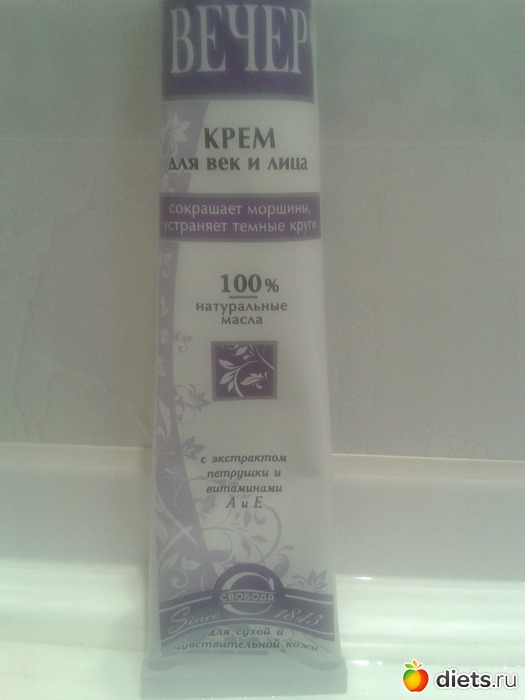 ВЕЧЕР
КРЕМ
для век и лица
сокращает морщины,
устраняет темные круги
100%
натуральные
масла
с экстрактом
петрушки и
витаминами
А и Е
СВОБОДА
Since 1843
для сухой и
чувствительной кожи
diets.ru